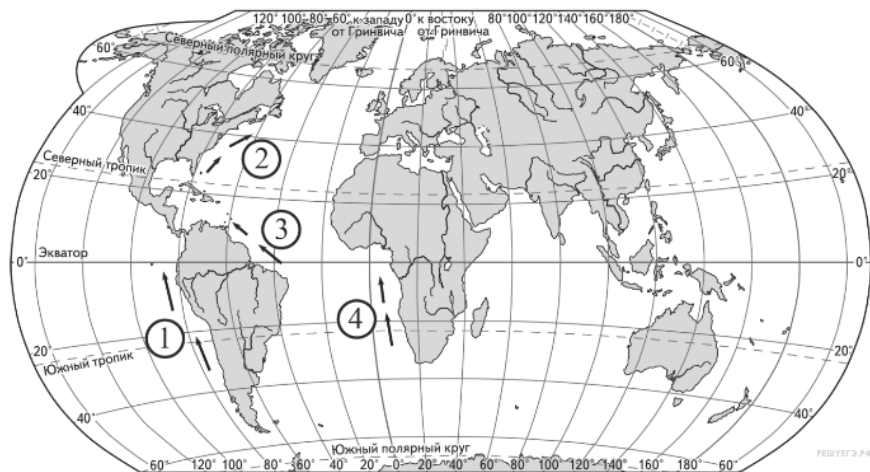 120° 100° 80° 60° к западу 0° к востоку 80° 100° 120° 140° 160° 180°
от Гринвича от Гринвича
Северный полярный круг
60° 60°
40° 40°
Северный тропик
20° 20°
2
3
Экватор
0° 0°
1
4
20° 20°
Южный тропик
40° 40°
Южный полярный круг
60° 120° 100° 80° 60° 40° 20° 0° 20° 40° 60° 80° 100° 120° 140° 160° 60°
РЕШУЕГЭ.РФ